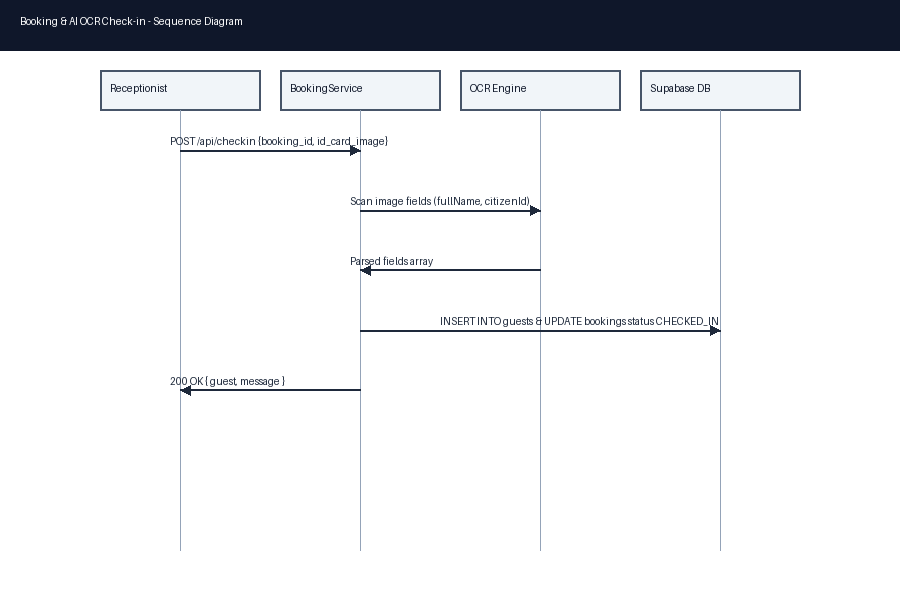 Booking & AI OCR Check-in - Sequence Diagram
Receptionist
BookingService
OCR Engine
Supabase DB
POST /api/checkin {booking_id, id_card_image}
Scan image fields (fullName, citizenId)
Parsed fields array
INSERT INTO guests & UPDATE bookings status CHECKED_IN
200 OK { guest, message }